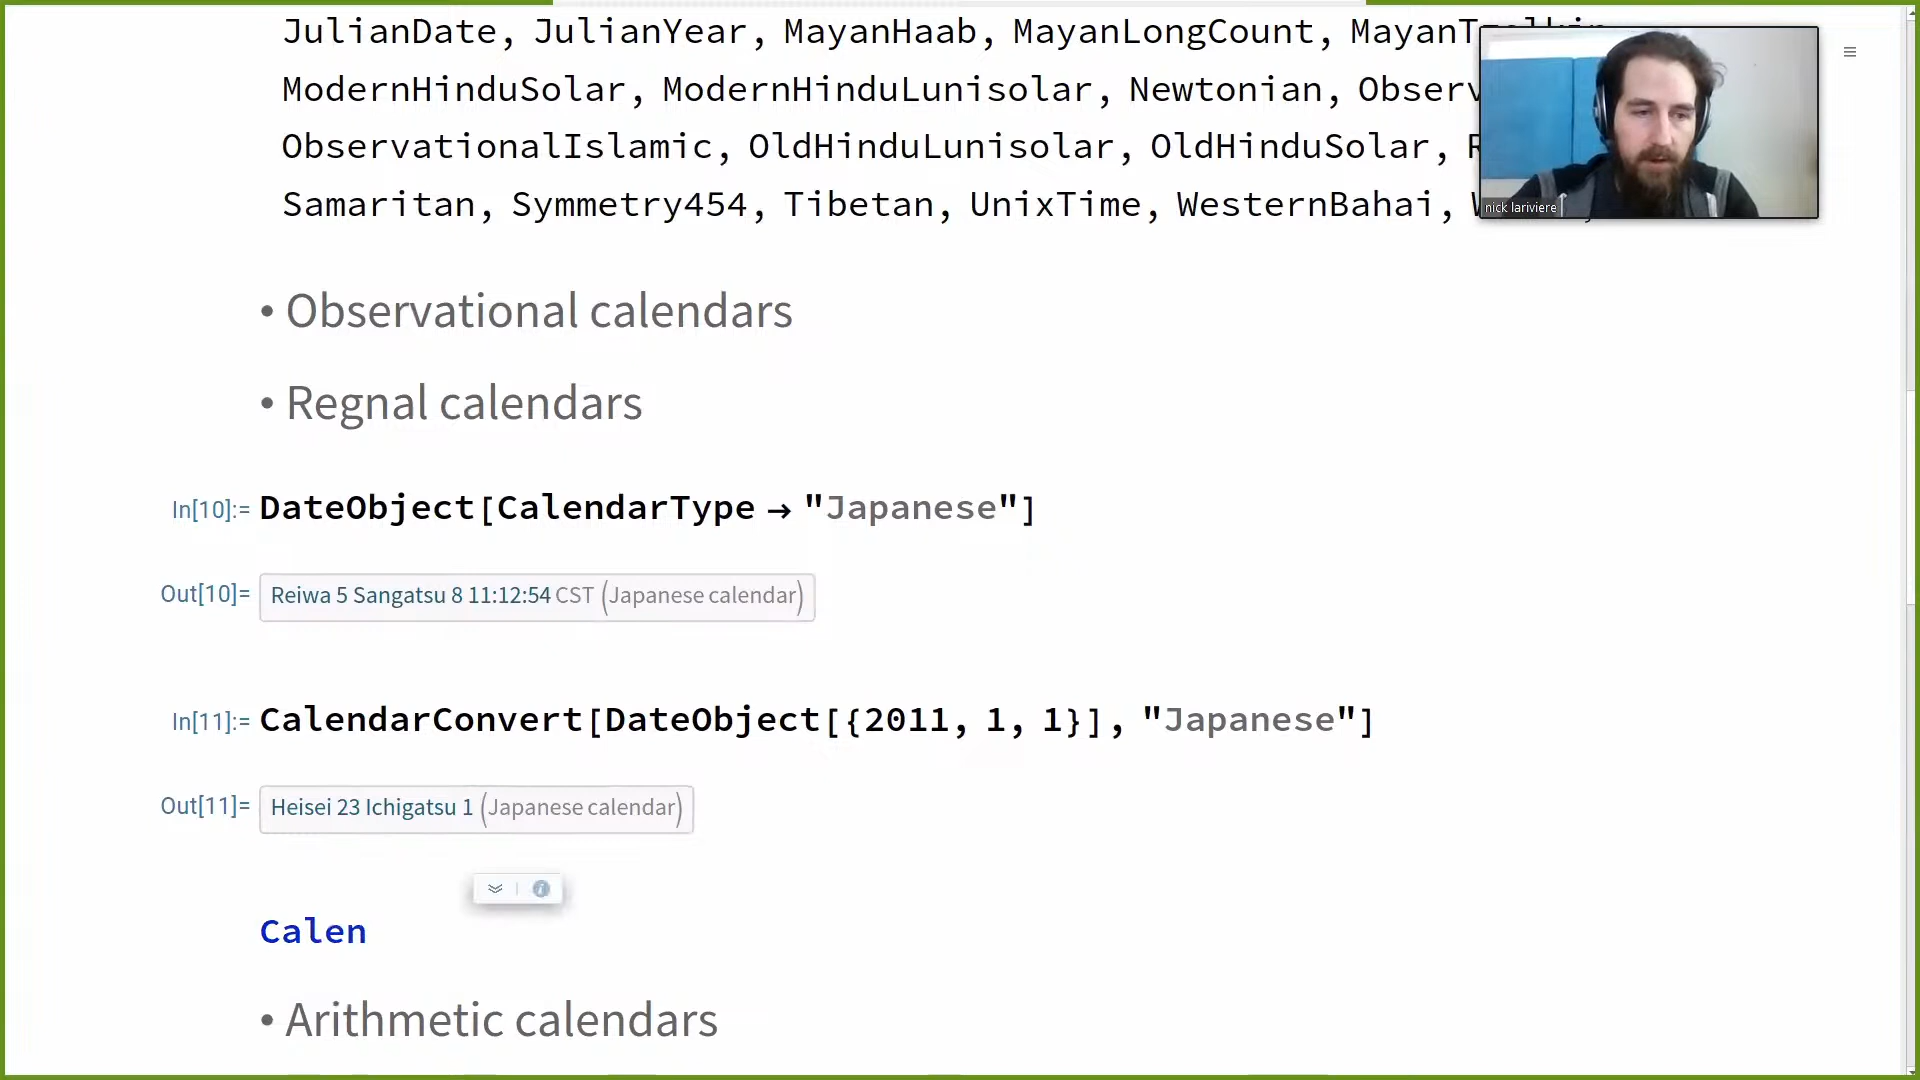 JulianDate, JulianYear, MayanHaab, MayanLongCount,
ModernHinduSolar, ModernHinduLunisolar, Newtonian,
ObservationalIslamic, OldHinduLunisolar, OldHinduSolar,
Samaritan, Symmetry454, Tibetan, UnixTime, WesternBahai,
nick lariviere
• Observational calendars
• Regnal calendars
In[10]:= DateObject[CalendarType → "Japanese"]
Out[10]= Reiwa 5 Sangatsu 8 11:12:54 CST (Japanese calendar)
In[11]:= CalendarConvert[DateObject[{2011, 1, 1}], "Japanese"]
Out[11]= Heisei 23 Ichigatsu 1 (Japanese calendar)
Calen
• Arithmetic calendars